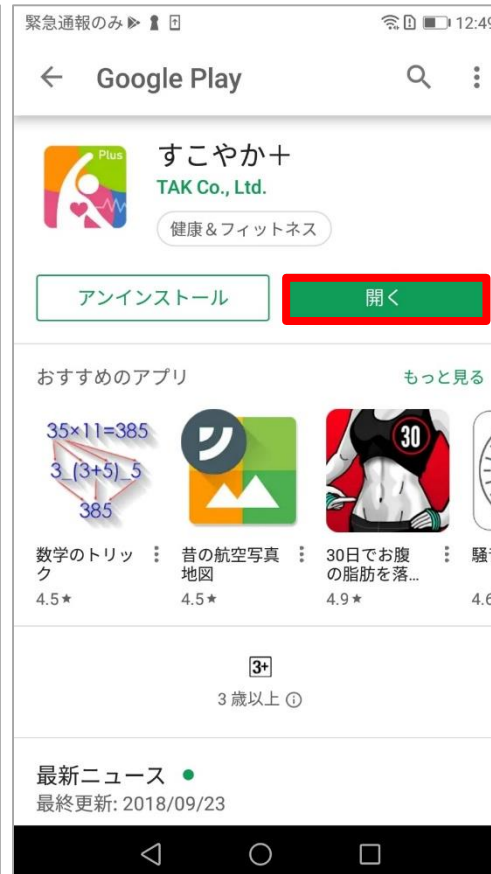 緊急通報のみ 12:49
Google Play
Plus
すこやか＋
TAK Co., Ltd.
健康＆フィットネス
アンインストール 開く
おすすめのアプリ もっと見る
35×11=385
3_(3+5)_5
385
30
数学のトリック
4.5★
昔の航空写真地図
4.5★
30日でお腹の脂肪を落…
4.9★
4.6
3+
3 歳以上
最新ニュース
最終更新: 2018/09/23